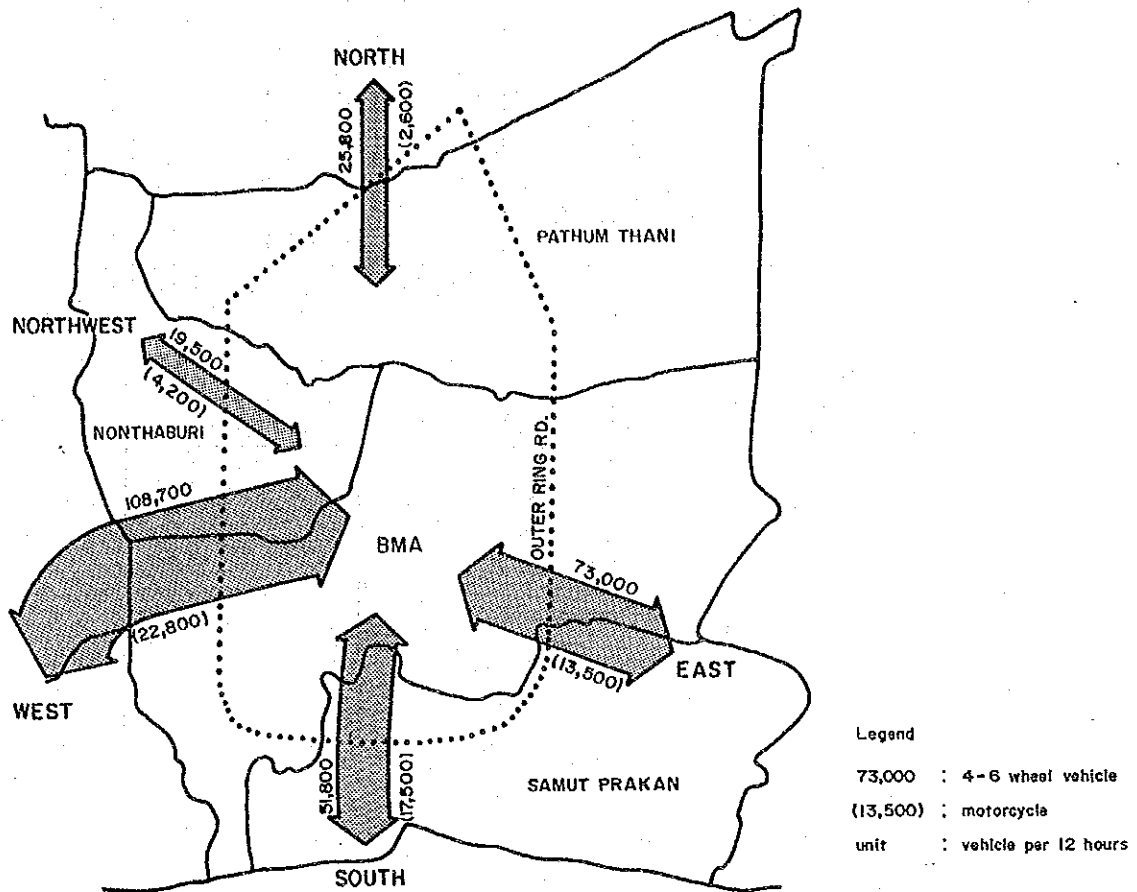 NORTH
25,800
(2,600)
PATHUM THANI
NORTHWEST
19,500
(4,200)
NONTHABURI
108,700
OUTER RING RD.
BMA
73,000
(22,800)
(13,500)
EAST
WEST
51,800
(17,500)
SAMUT PRAKAN
SOUTH
Legend
73,000 : 4-6 wheel vehicle
(13,500) : motorcycle
unit : vehicle per 12 hours